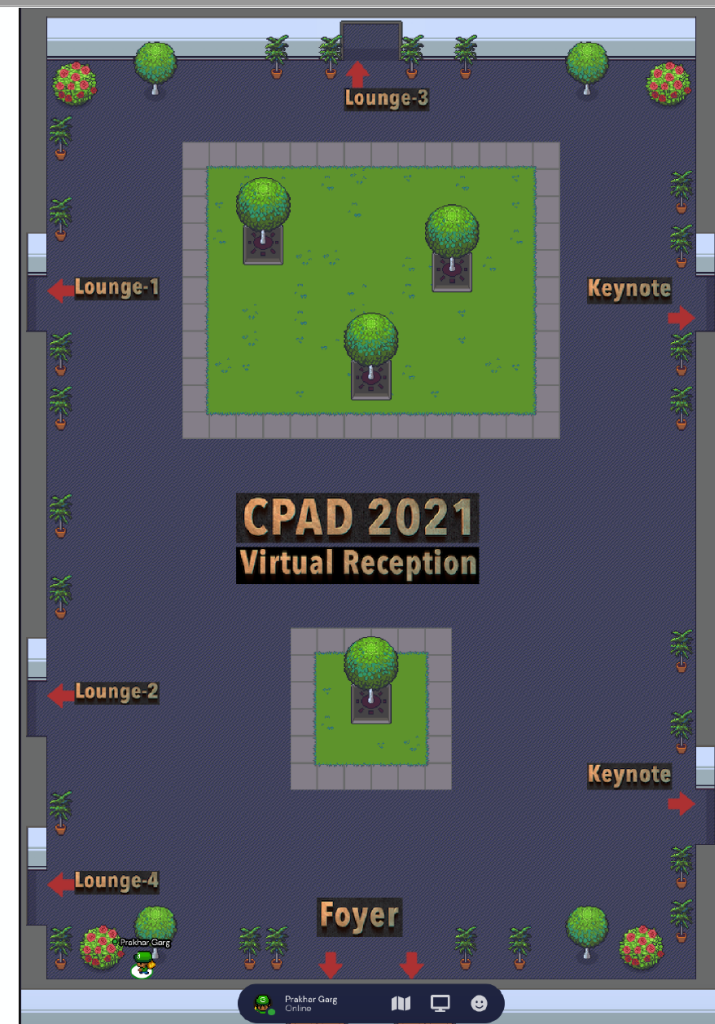 Lounge-3
Lounge-1
Keynote
CPAD 2021
Virtual Reception
Lounge-2
Keynote
Lounge-4
Foyer
Prakhar Garg
Prakhar Garg
Online